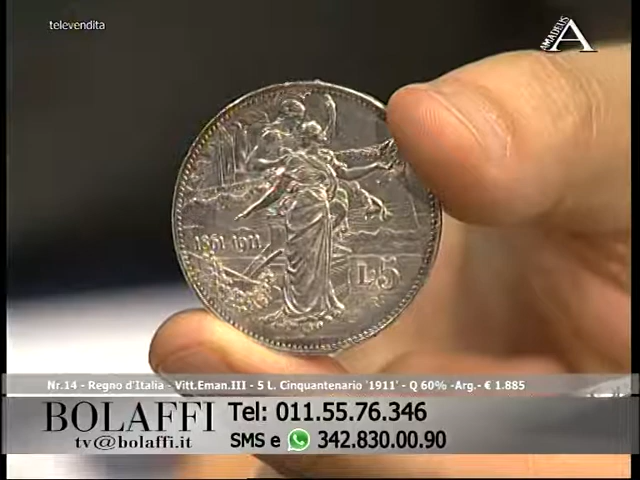 televendita
AMADEUS
A
1861 1911
L.5
Nr.14 - Regno d'Italia - Vitt.Eman.III - 5 L. Cinquantenario '1911' - Q 60% -Arg.- € 1.885
BOLAFFI
tv@bolaffi.it
Tel: 011.55.76.346
SMS e 342.830.00.90